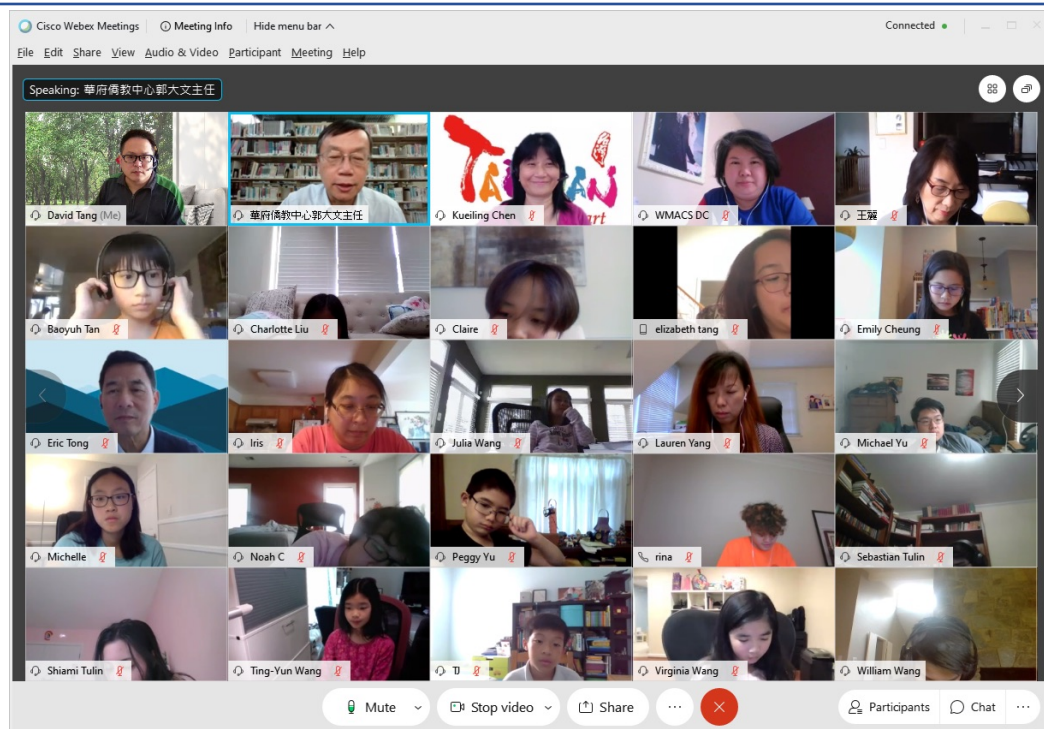 Cisco Webex Meetings Meeting Info Hide menu bar Connected
File Edit Share View Audio & Video Participant Meeting Help
Speaking: 華府僑教中心郭大文主任
TAIWAN
David Tang (Me) 華府僑教中心郭大文主任 Kueiling Chen WMACS DC 王麗
Baoyuh Tan Charlotte Liu Claire elizabeth tang Emily Cheung
Eric Tong Iris Julia Wang Lauren Yang Michael Yu
Michelle Noah C Peggy Yu rina Sebastian Tulin
Shiami Tulin Ting-Yun Wang TJ Virginia Wang William Wang
Mute Stop video Share Participants Chat